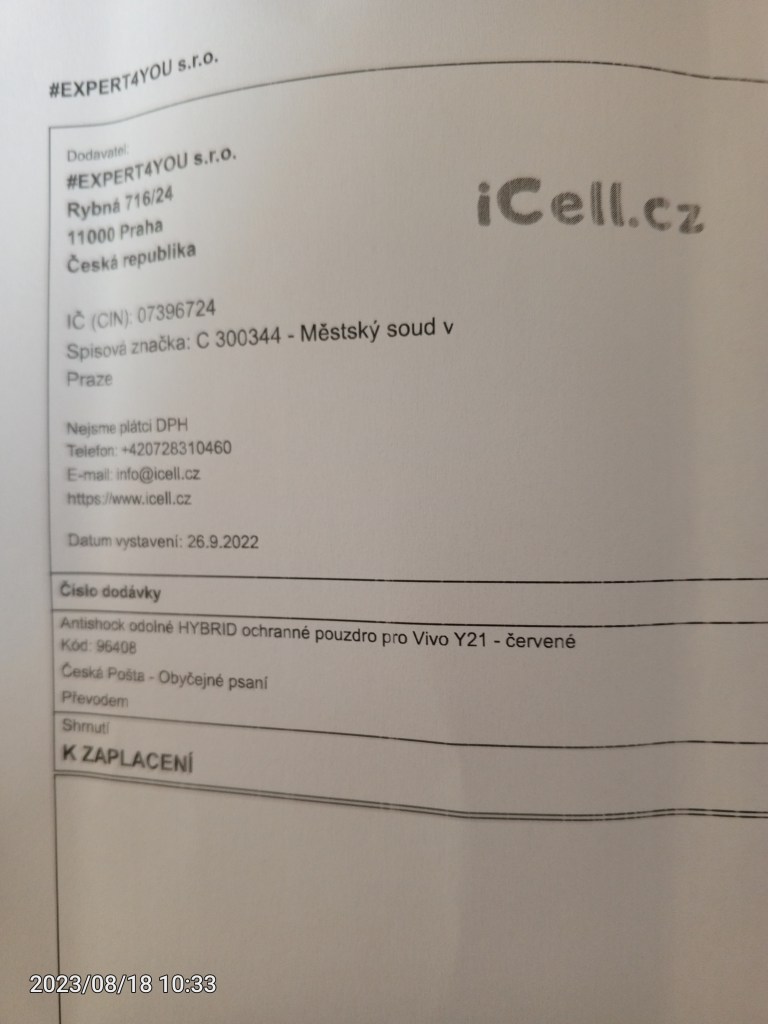 #EXPERT4YOU s.r.o.
Dodavatel:
#EXPERT4YOU s.r.o.
Rybná 716/24
11000 Praha
Česká republika
iCell.cz
IČ (CIN): 07396724
Spisová značka: C 300344 - Městský soud v
Praze
Nejsme plátci DPH
Telefon: +420728310460
E-mail: info@icell.cz
https://www.icell.cz
Datum vystavení: 26.9.2022
Číslo dodávky
Antishock odolné HYBRID ochranné pouzdro pro Vivo Y21 - červené
Kód: 96408
Česká Pošta - Obyčejné psaní
Převodem
Shrnutí
K ZAPLACENÍ
2023/08/18 10:33